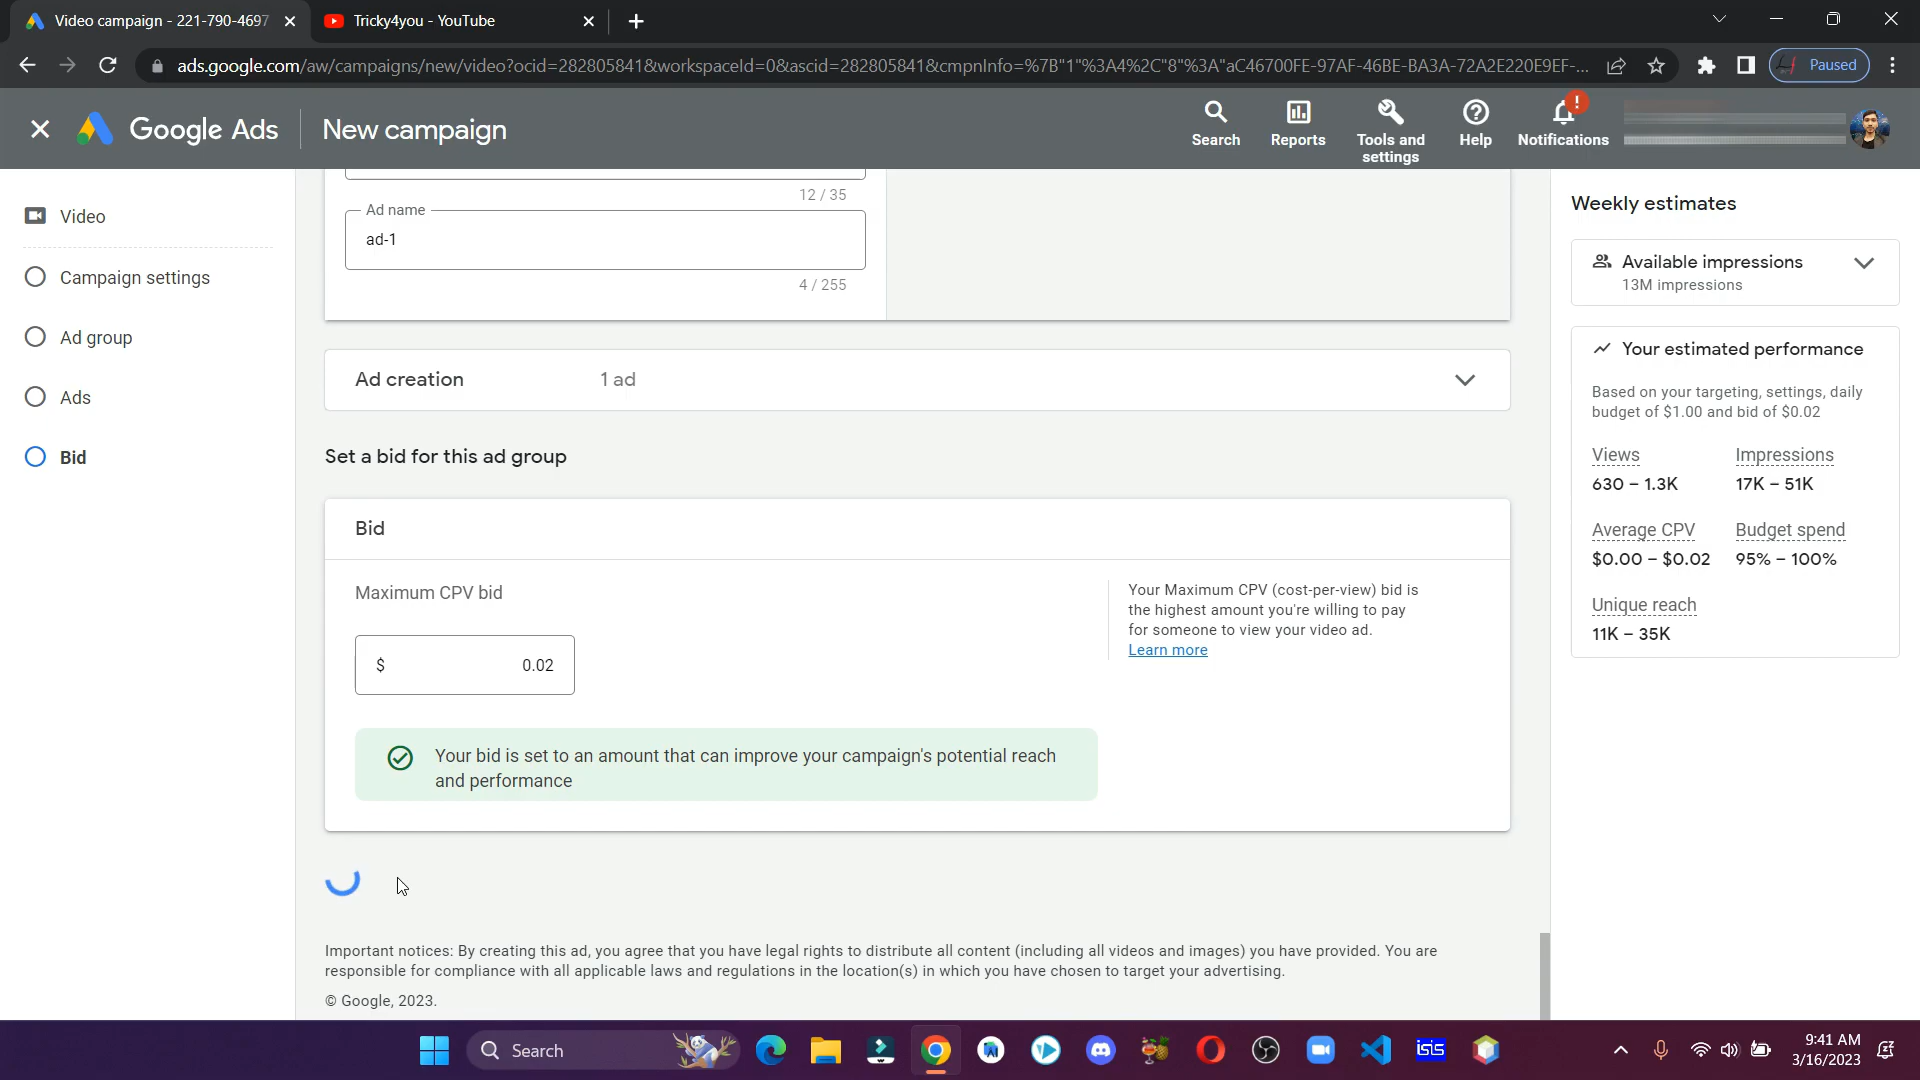 Video campaign - 221-790-4697
Tricky4you - YouTube
ads.google.com/aw/campaigns/new/video?ocid=282805841&workspaceId=0&ascid=282805841&cmpnInfo=%7B"1"%3A4%2C"8"%3A"aC46700FE-97AF-46BE-BA3A-72A2E220E9EF-...
Paused
Google Ads
New campaign
Search
Reports
Tools and
settings
Help
!
Notifications
Video
Campaign settings
Ad group
Ads
Bid
12 / 35
Ad name
ad-1
4 / 255
Ad creation
1 ad
Set a bid for this ad group
Bid
Maximum CPV bid
$ 0.02
Your Maximum CPV (cost-per-view) bid is
the highest amount you're willing to pay
for someone to view your video ad.
Learn more
Your bid is set to an amount that can improve your campaign's potential reach
and performance
Important notices: By creating this ad, you agree that you have legal rights to distribute all content (including all videos and images) you have provided. You are
responsible for compliance with all applicable laws and regulations in the location(s) in which you have chosen to target your advertising.
© Google, 2023.
Weekly estimates
Available impressions
13M impressions
Your estimated performance
Based on your targeting, settings, daily
budget of $1.00 and bid of $0.02
Views
630 – 1.3K
Impressions
17K – 51K
Average CPV
$0.00 – $0.02
Budget spend
95% – 100%
Unique reach
11K – 35K
Search
isis
9:41 AM
3/16/2023